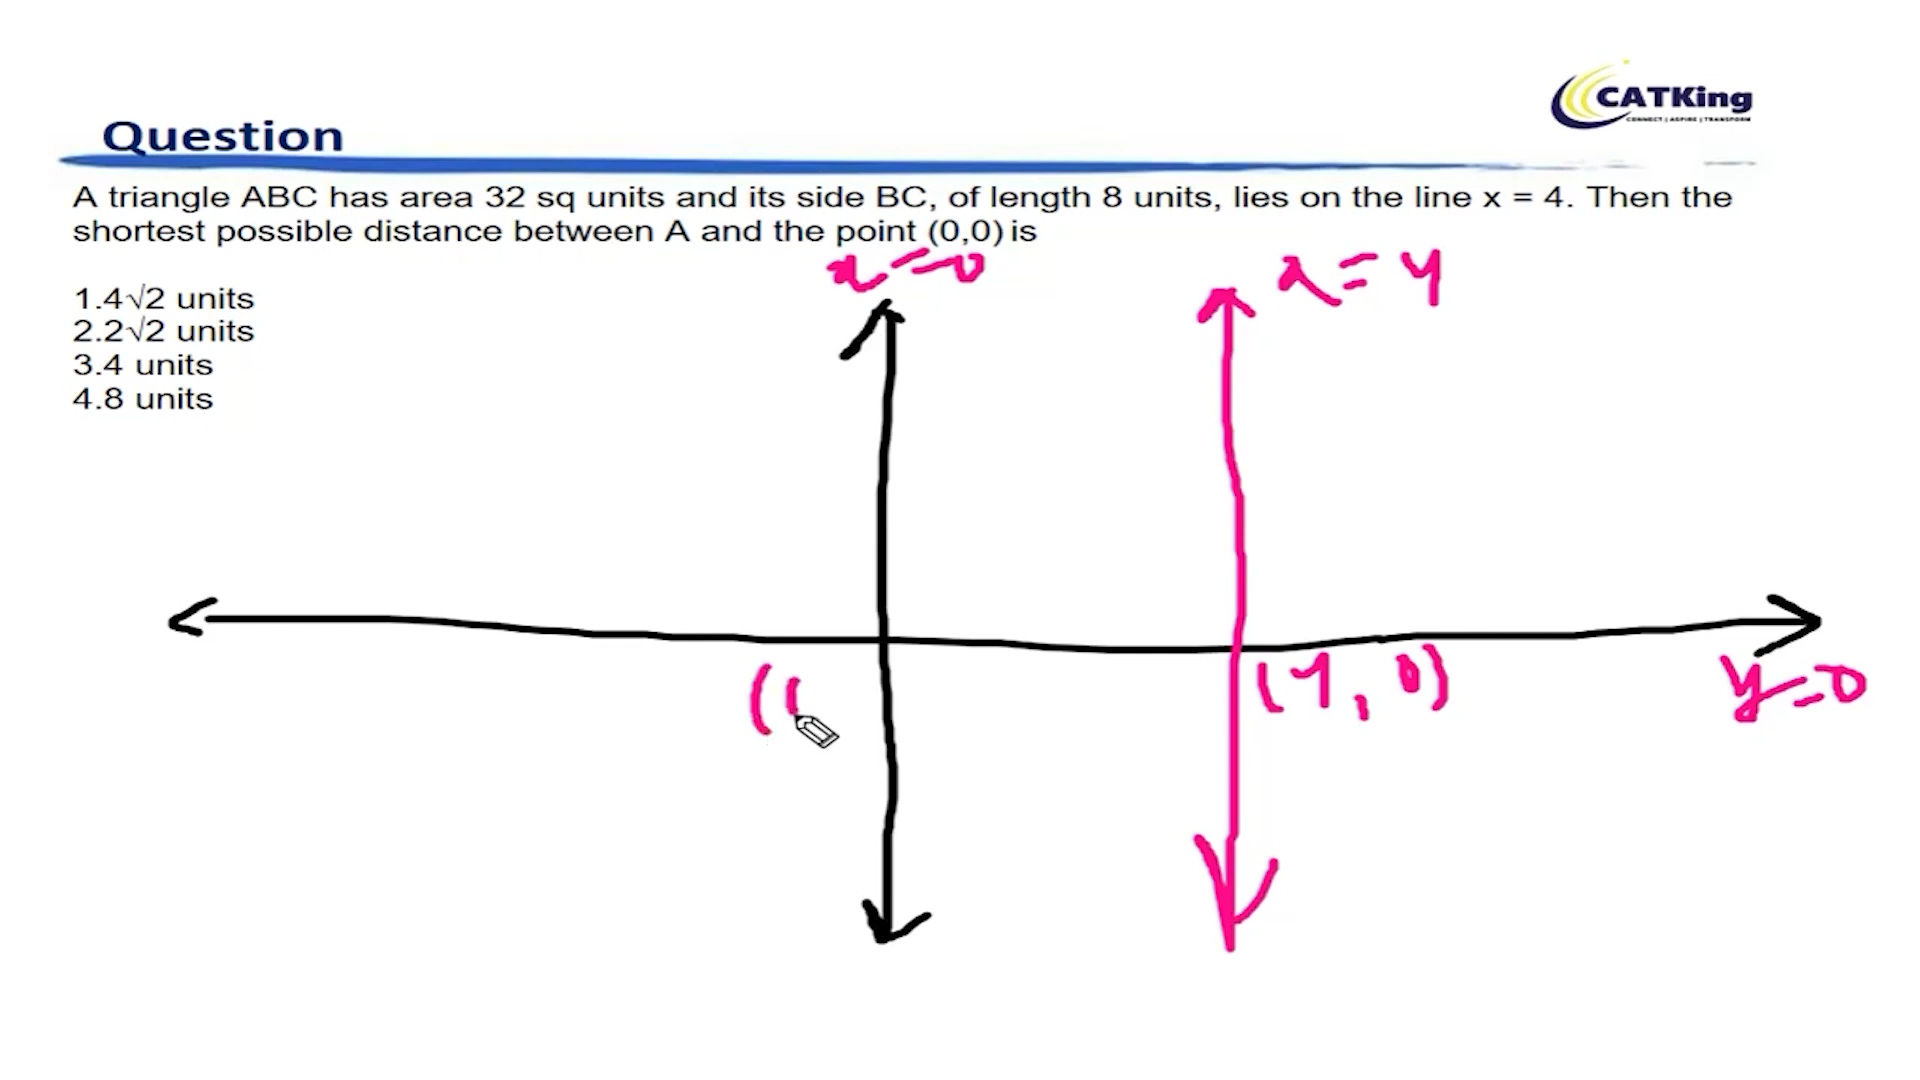 CATKing
CONNECT | ASPIRE | TRANSFORM
Question
A triangle ABC has area 32 sq units and its side BC, of length 8 units, lies on the line x = 4. Then the
shortest possible distance between A and the point (0,0) is
x=0
x=4
1.4√2 units
2.2√2 units
3.4 units
4.8 units
(4,0)
y=0